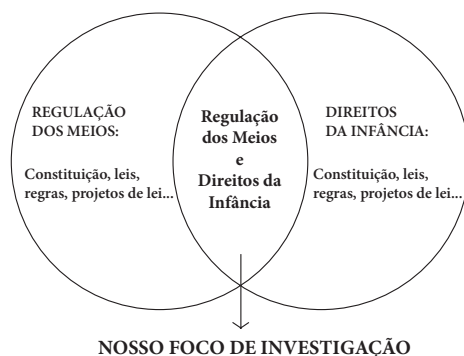 REGULAÇÃO
DOS MEIOS:
Constituição, leis,
regras, projetos de lei...
Regulação
dos Meios
e
Direitos da
Infância
DIREITOS
DA INFÂNCIA:
Constituição, leis,
regras, projetos de lei...
NOSSO FOCO DE INVESTIGAÇÃO